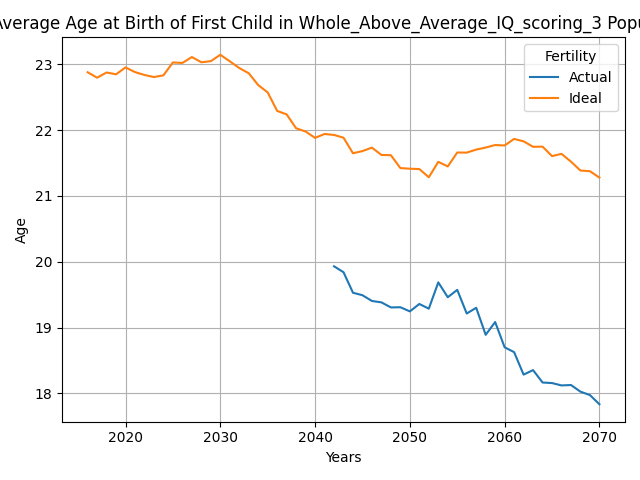 Average Age at Birth of First Child in Whole_Above_Average_IQ_scoring_3
Fertility
Actual
Ideal
Age
23
22
21
20
19
18
2020 2030 2040 2050 2060 2070
Years